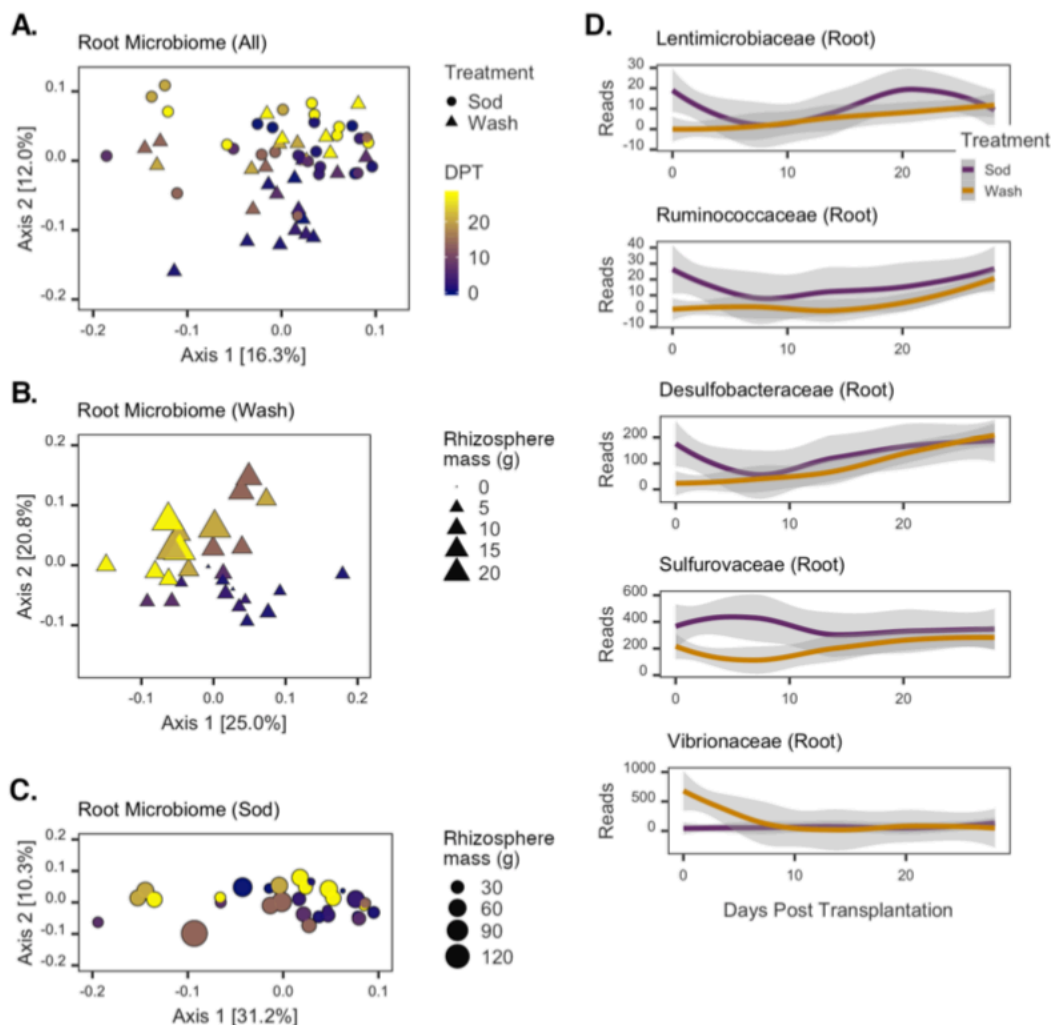 A.
Root Microbiome (All)
0.1
0.0
-0.1
-0.2
Axis 2 [12.0%]
-0.2
-0.1
0.0
0.1
Axis 1 [16.3%]
Treatment
Sod
Wash
DPT
20
10
0
B.
Root Microbiome (Wash)
0.2
0.1
0.0
-0.1
Axis 2 [20.8%]
-0.1
0.0
0.1
0.2
Axis 1 [25.0%]
Rhizosphere
mass (g)
0
5
10
15
20
C.
Root Microbiome (Sod)
0.2
0.1
0.0
-0.1
-0.2
Axis 2 [10.3%]
-0.2
-0.1
0.0
0.1
Axis 1 [31.2%]
Rhizosphere
mass (g)
30
60
90
120
D.
Lentimicrobiaceae (Root)
30
20
10
0
-10
Reads
0
10
20
Treatment
Sod
Wash
Ruminococcaceae (Root)
40
30
20
10
0
-10
Reads
0
10
20
Desulfobacteraceae (Root)
200
100
0
Reads
0
10
20
Sulfurovaceae (Root)
600
400
200
0
Reads
0
10
20
Vibrionaceae (Root)
1000
500
0
Reads
0
10
20
Days Post Transplantation